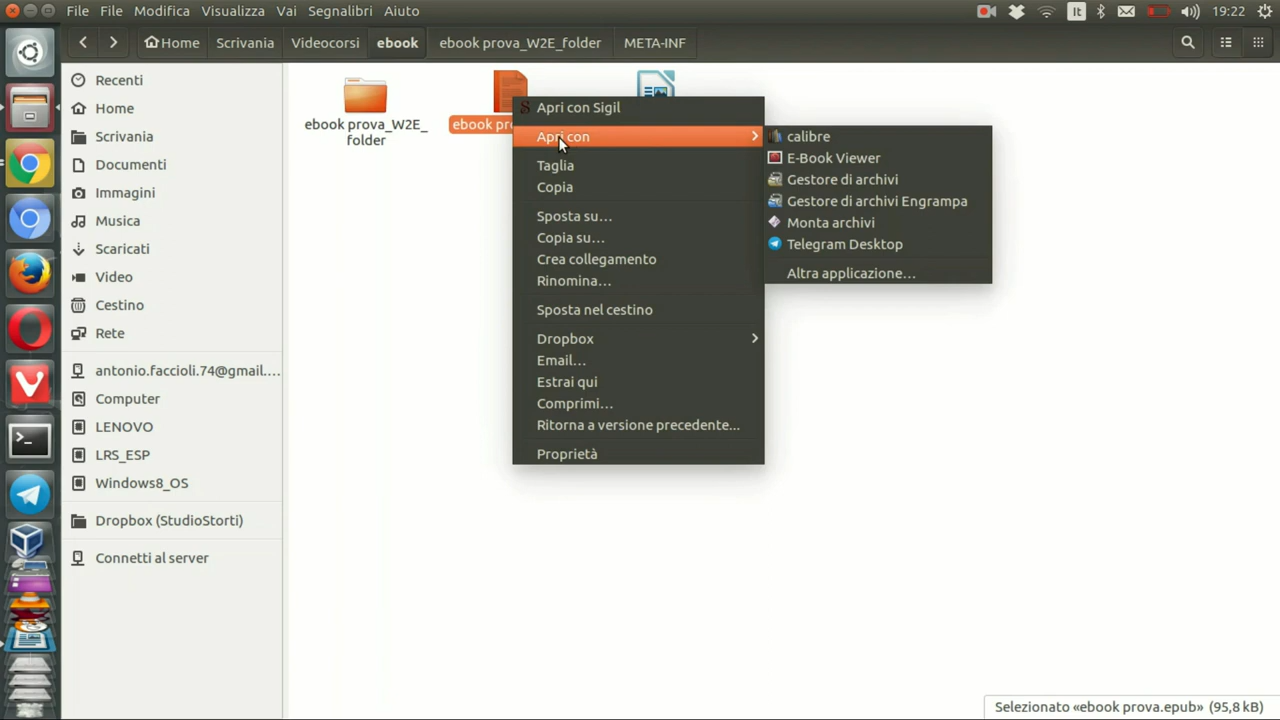 File File Modifica Visualizza Vai Segnalibri Aiuto It 19:22
Home Scrivania Videocorsi ebook ebook prova_W2E_folder META-INF
Recenti
Home
Scrivania
Documenti
Immagini
Musica
Scaricati
Video
Cestino
Rete
antonio.faccioli.74@gmail....
Computer
LENOVO
LRS_ESP
Windows8_OS
Dropbox (StudioStorti)
Connetti al server
ebook prova_W2E_
folder
ebook pro
Apri con Sigil
Apri con
Taglia
Copia
Sposta su...
Copia su...
Crea collegamento
Rinomina...
Sposta nel cestino
Dropbox
Email...
Estrai qui
Comprimi...
Ritorna a versione precedente...
Proprietà
calibre
E-Book Viewer
Gestore di archivi
Gestore di archivi Engrampa
Monta archivi
Telegram Desktop
Altra applicazione...
Selezionato «ebook prova.epub» (95,8 kB)